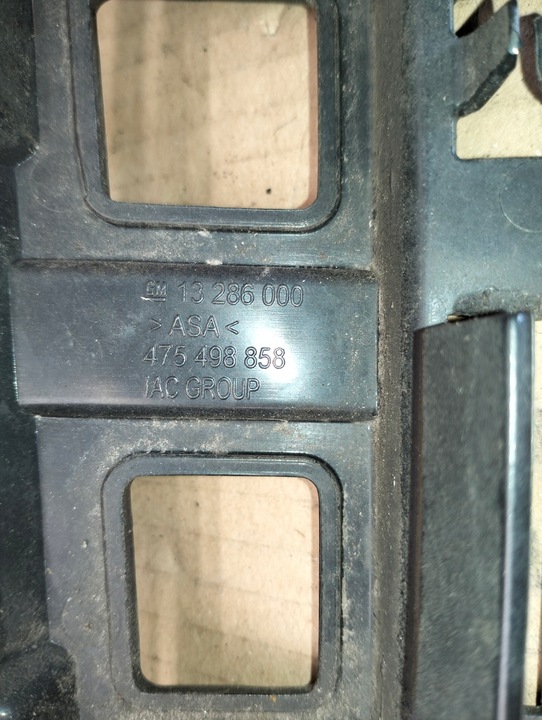 GM 13 286 000
>ASA<
475 498 858
IAC GROUP